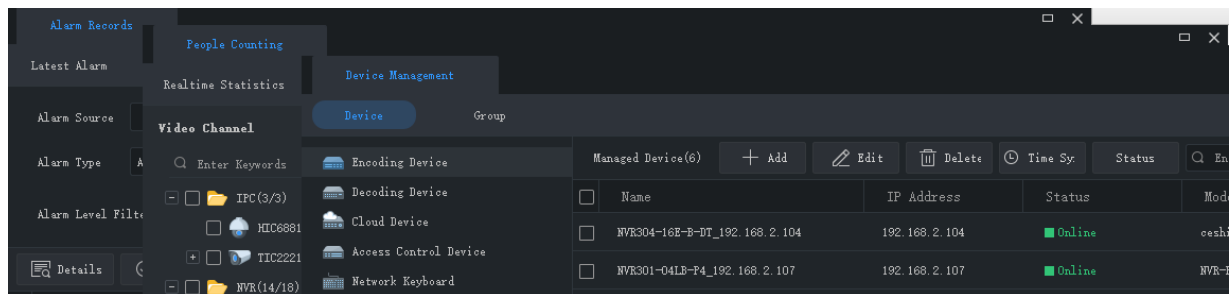 Alarm Records
People Counting
Latest Alarm
Realtime Statistics
Device Management
Alarm Source
Video Channel
Device
Group
Alarm Type
Enter Keywords
Encoding Device
Managed Device(6)
Add
Edit
Delete
Time Sy:
Status
En
IPC(3/3)
Decoding Device
Name
IP Address
Status
Mode
Alarm Level Filte
HIC6881
Cloud Device
NVR304-16E-B-DT_192.168.2.104
192.168.2.104
Online
ceshi
Details
TIC2221
Access Control Device
NVR301-04LB-P4_192.168.2.107
192.168.2.107
Online
NVR(14/18)
Network Keyboard